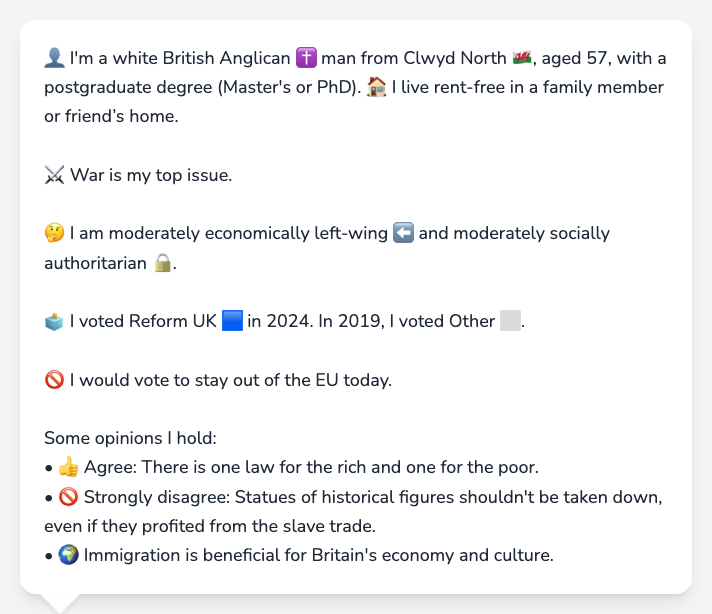 👤 I'm a white British Anglican ✝️ man from Clwyd North 🏴󠁧󠁢󠁷󠁬󠁳󠁿, aged 57, with a
postgraduate degree (Master's or PhD). 🏠 I live rent-free in a family member
or friend’s home.
⚔️ War is my top issue.
🤔 I am moderately economically left-wing ⬅️ and moderately socially
authoritarian 🔒.
🗳️ I voted Reform UK 🟦 in 2024. In 2019, I voted Other ⬜.
🚫 I would vote to stay out of the EU today.
Some opinions I hold:
• 👍 Agree: There is one law for the rich and one for the poor.
• 🚫 Strongly disagree: Statues of historical figures shouldn't be taken down,
even if they profited from the slave trade.
• 🌍 Immigration is beneficial for Britain's economy and culture.